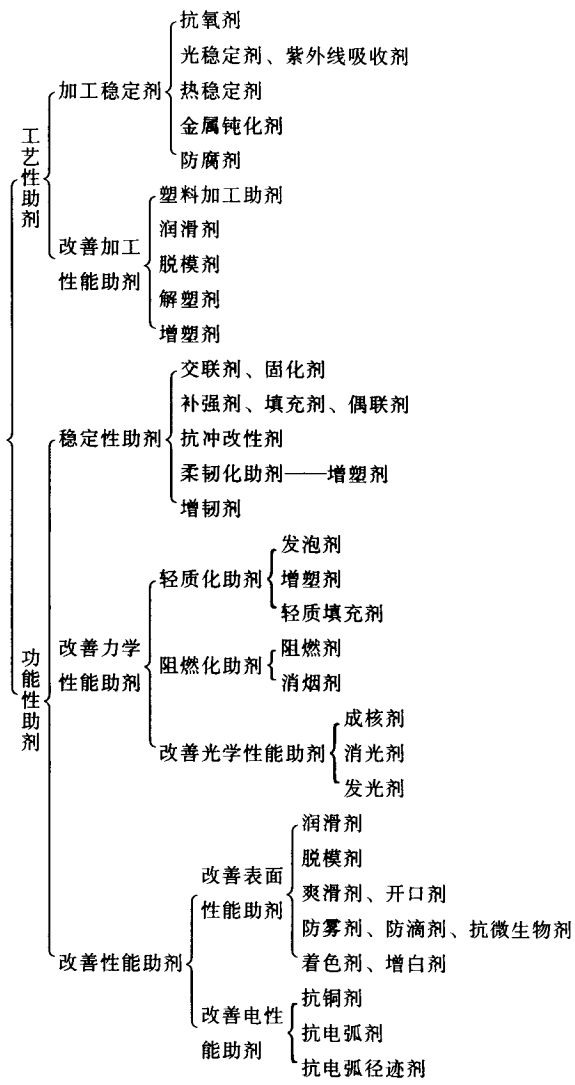 工艺性助剂
加工稳定剂
抗氧剂
光稳定剂、紫外线吸收剂
热稳定剂
金属钝化剂
防腐剂
改善加工
性能助剂
塑料加工助剂
润滑剂
脱模剂
解塑剂
增塑剂
功能性助剂
稳定性助剂
交联剂、固化剂
补强剂、填充剂、偶联剂
抗冲改性剂
柔韧化助剂——增塑剂
增韧剂
改善力学
性能助剂
轻质化助剂
发泡剂
增塑剂
轻质填充剂
阻燃化助剂
阻燃剂
消烟剂
改善光学性能助剂
成核剂
消光剂
发光剂
改善性能助剂
改善表面
性能助剂
润滑剂
脱模剂
爽滑剂、开口剂
防雾剂、防滴剂、抗微生物剂
着色剂、增白剂
改善电性
能助剂
抗铜剂
抗电弧剂
抗电弧径迹剂